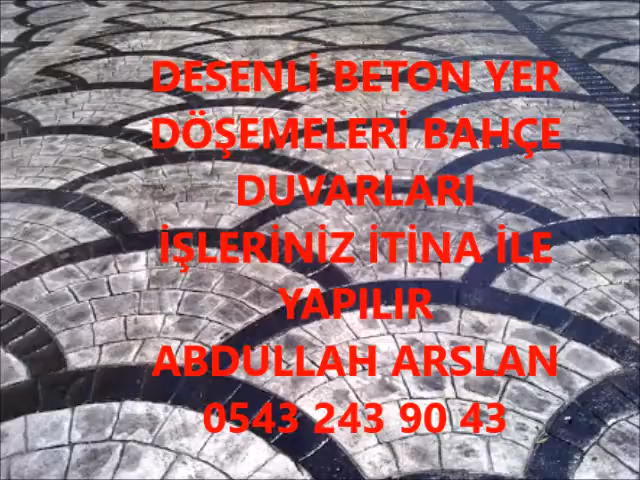 DESENLİ BETON YER
DÖŞEMELERİ BAHÇE
DUVARLARI
İŞLERİNİZ İTİNA İLE
YAPILIR
ABDULLAH ARSLAN
0543 243 90 43